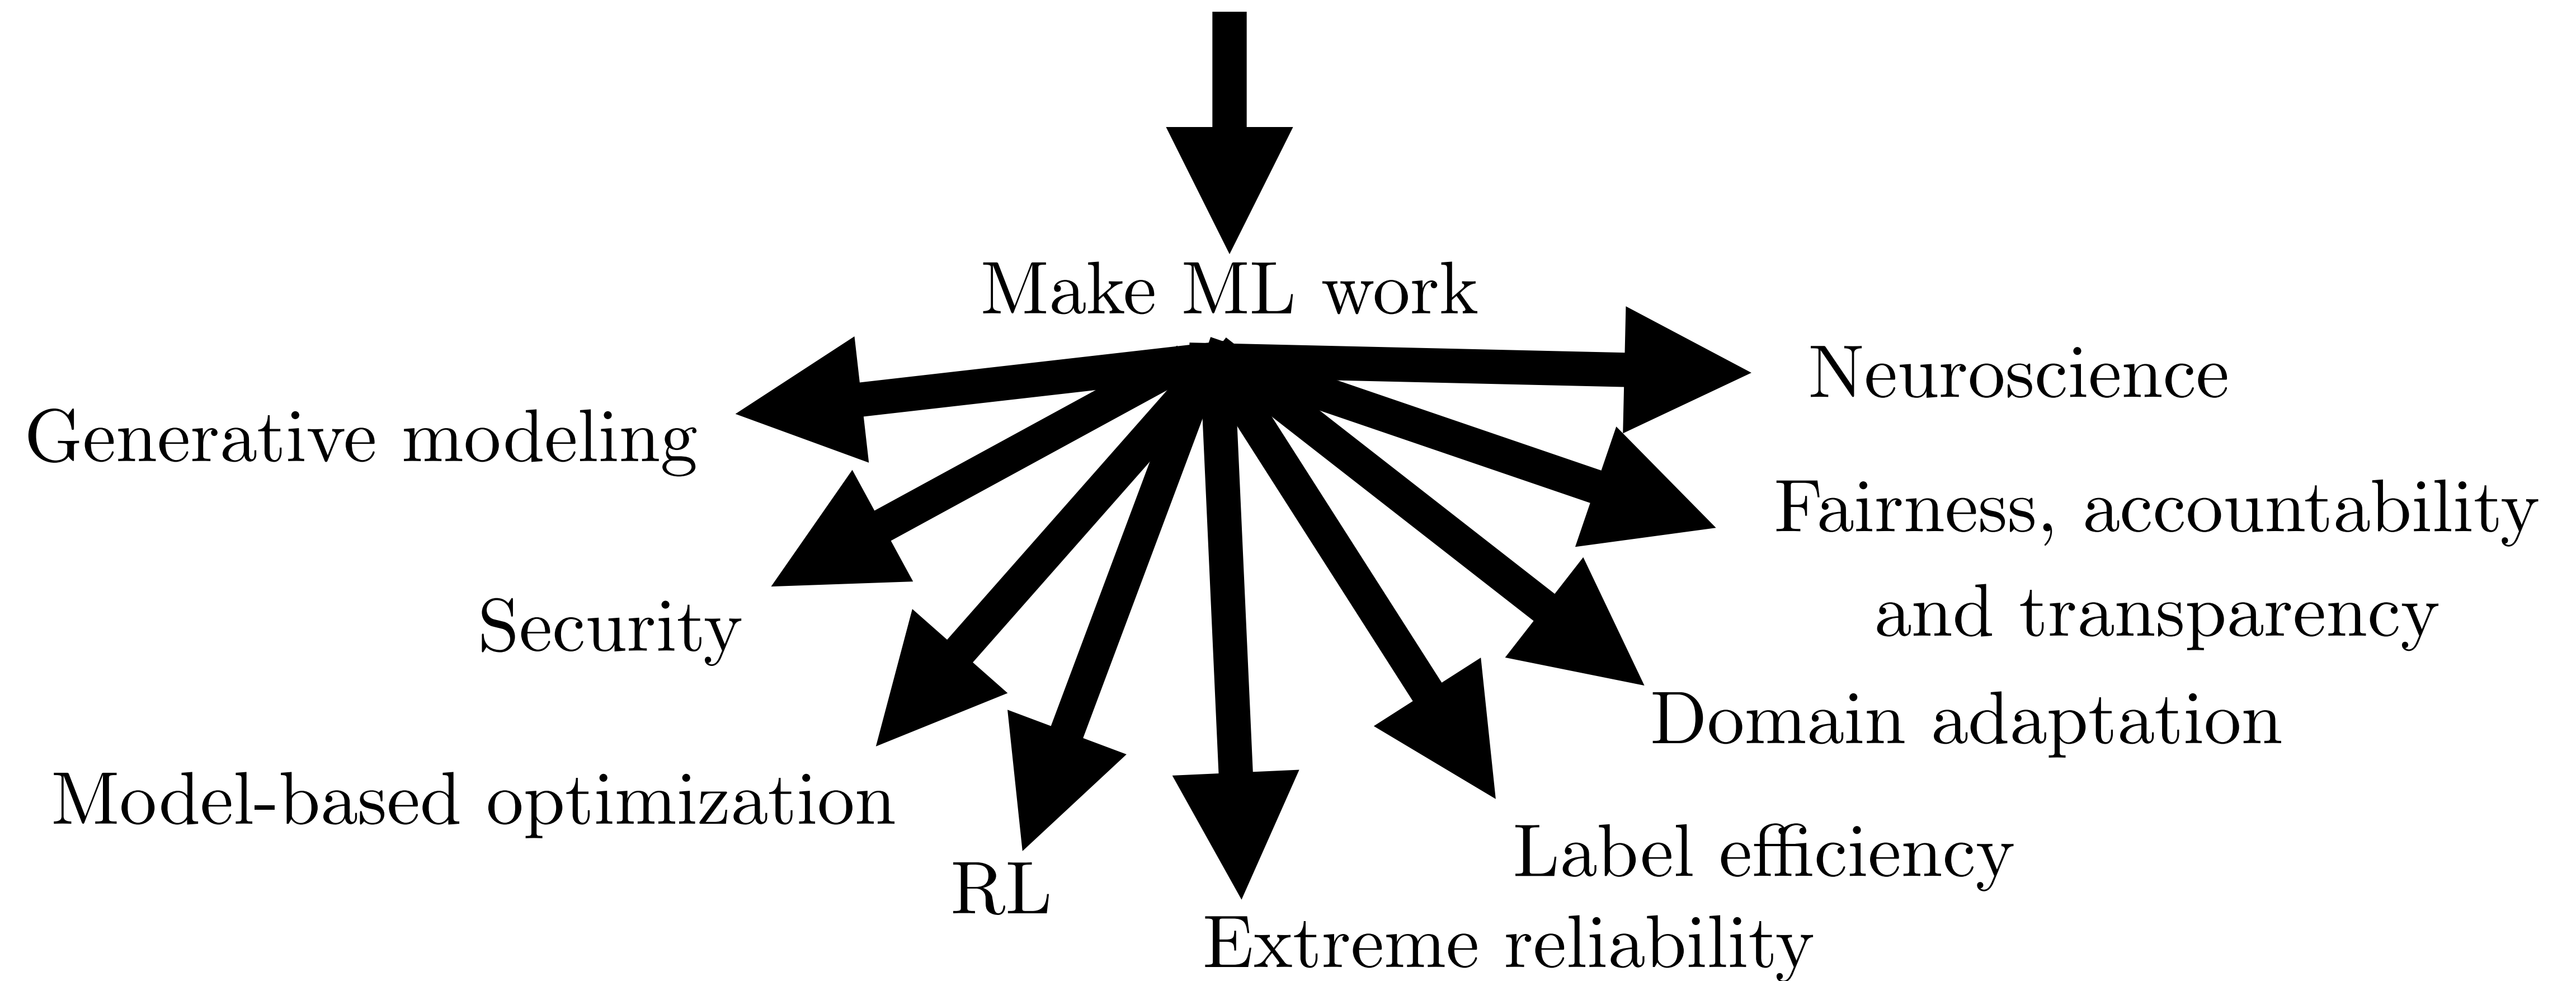 Make ML work
Neuroscience
Generative modeling
Fairness, accountability
and transparency
Security
Domain adaptation
Model-based optimization
Label efficiency
RL
Extreme reliability